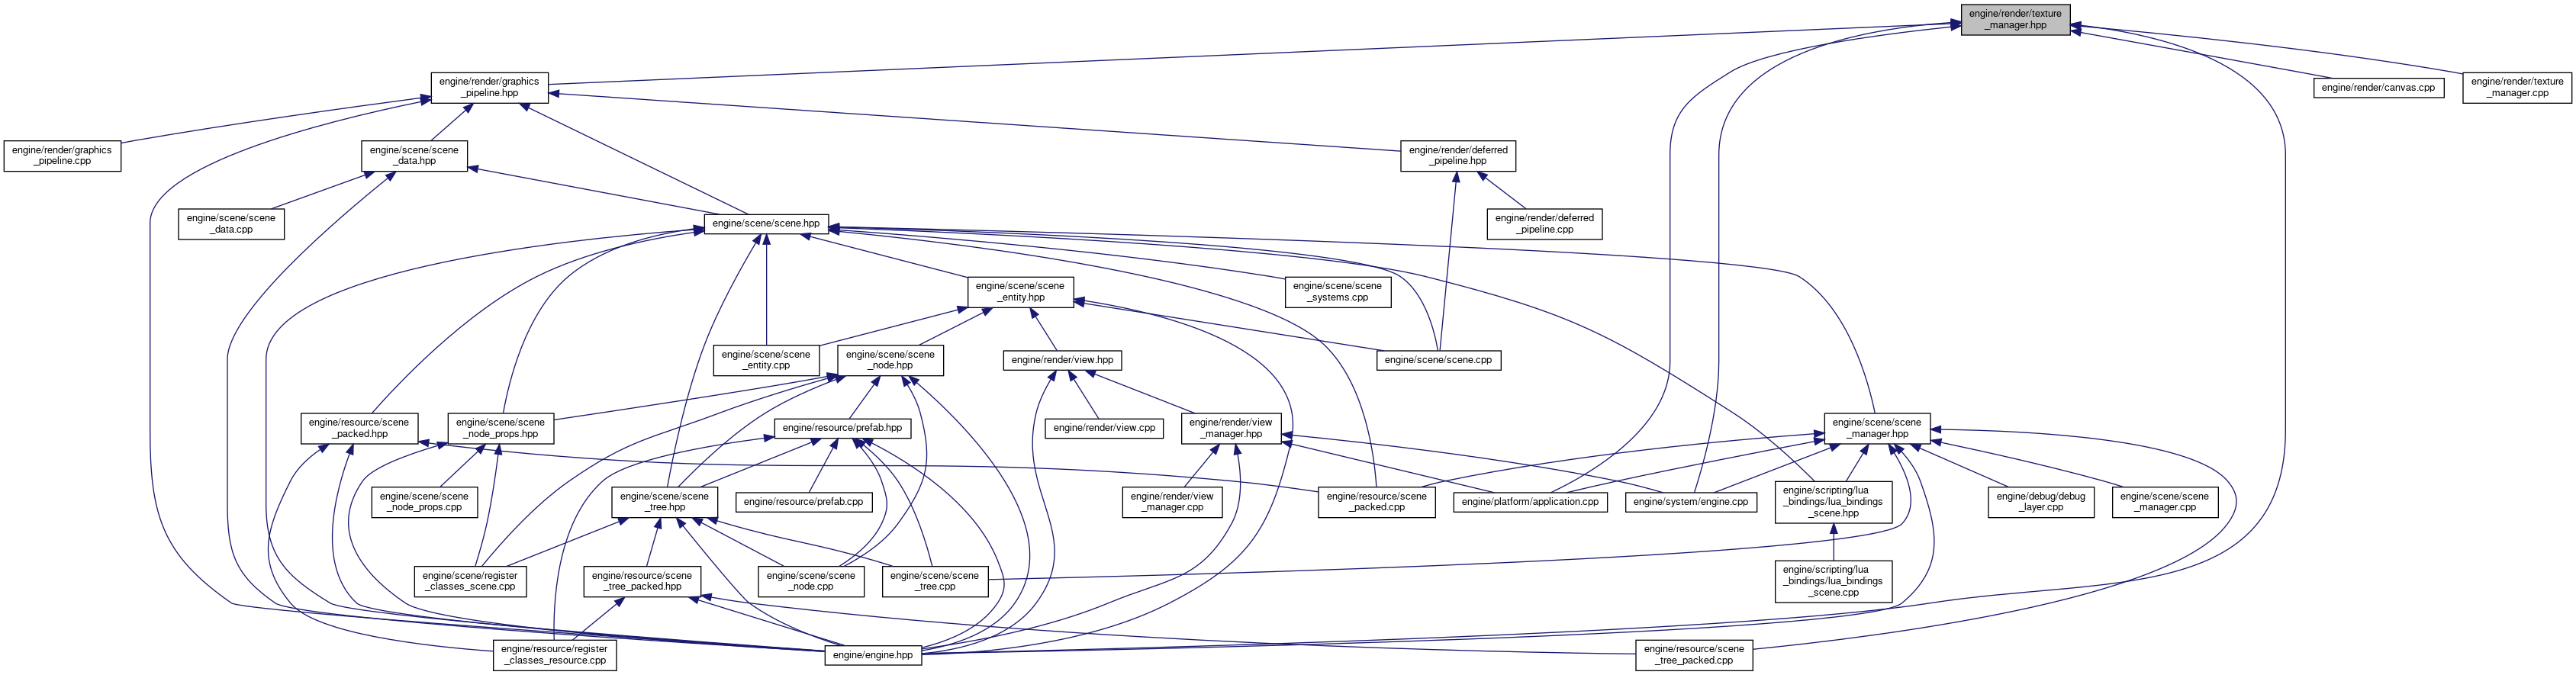 engine/render/texture
_manager.hpp
engine/render/graphics
_pipeline.hpp
engine/render/canvas.cpp
engine/render/texture
_manager.cpp
engine/render/graphics
_pipeline.cpp
engine/scene/scene
_data.hpp
engine/render/deferred
_pipeline.hpp
engine/scene/scene
_data.cpp
engine/scene/scene.hpp
engine/render/deferred
_pipeline.cpp
engine/scene/scene
_entity.hpp
engine/scene/scene
_systems.cpp
engine/scene/scene
_entity.cpp
engine/scene/scene
_node.hpp
engine/render/view.hpp
engine/scene/scene.cpp
engine/resource/scene
_packed.hpp
engine/scene/scene
_node_props.hpp
engine/resource/prefab.hpp
engine/render/view.cpp
engine/render/view
_manager.hpp
engine/scene/scene
_manager.hpp
engine/scene/scene
_node_props.cpp
engine/scene/scene
_tree.hpp
engine/resource/prefab.cpp
engine/render/view
_manager.cpp
engine/resource/scene
_packed.cpp
engine/platform/application.cpp
engine/system/engine.cpp
engine/scripting/lua
_bindings/lua_bindings
_scene.hpp
engine/debug/debug
_layer.cpp
engine/scene/scene
_manager.cpp
engine/scene/register
_classes_scene.cpp
engine/resource/scene
_tree_packed.hpp
engine/scene/scene
_node.cpp
engine/scene/scene
_tree.cpp
engine/scripting/lua
_bindings/lua_bindings
_scene.cpp
engine/resource/register
_classes_resource.cpp
engine/engine.hpp
engine/resource/scene
_tree_packed.cpp